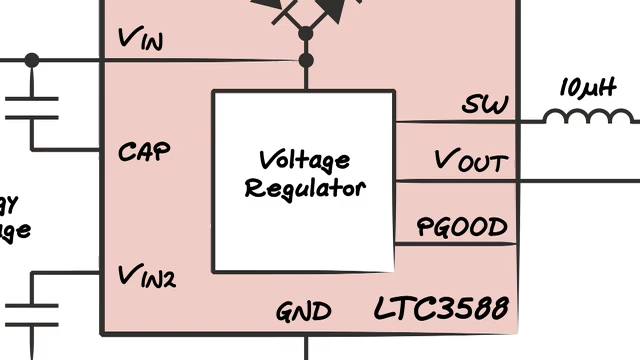 VIN
10µH
SW
CAP
Voltage
Regulator
VOUT
PGOOD
VIN2
GND
LTC3588